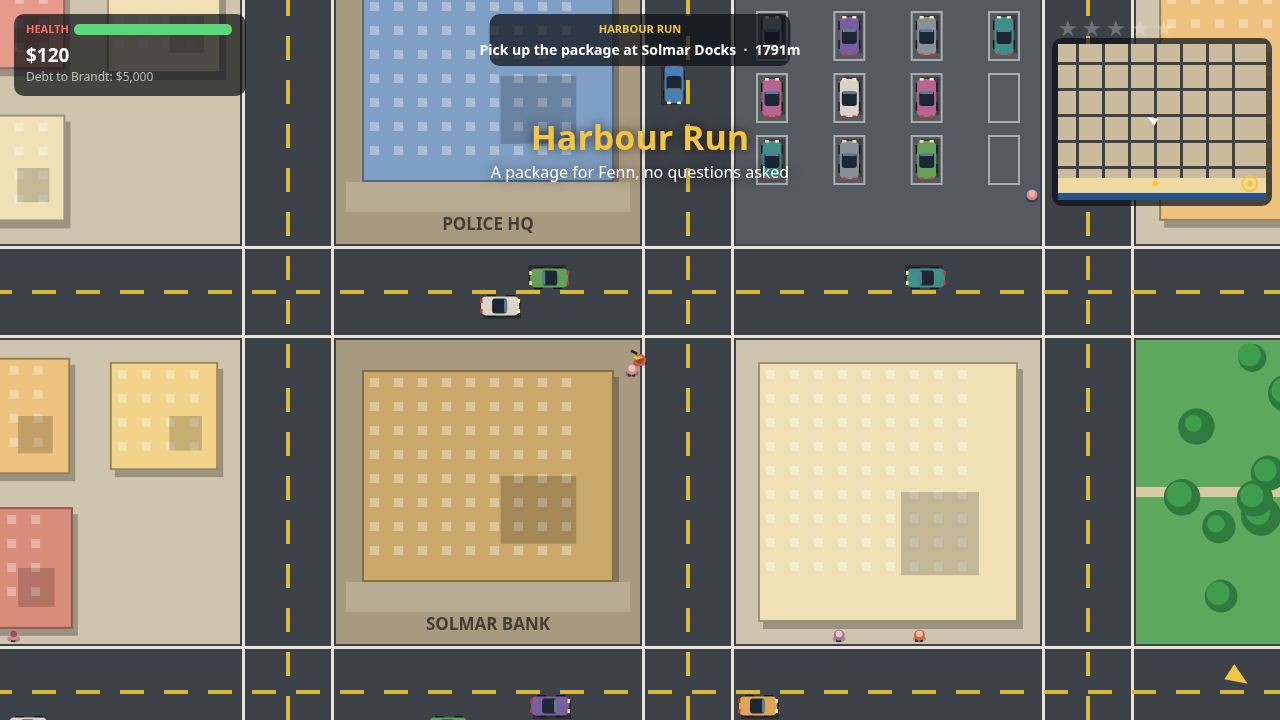 HEALTH
$120
Debt to Brandt: $5,000
HARBOUR RUN
Pick up the package at Solmar Docks · 1791m
Harbour Run
A package for Fenn, no questions asked
POLICE HQ
SOLMAR BANK